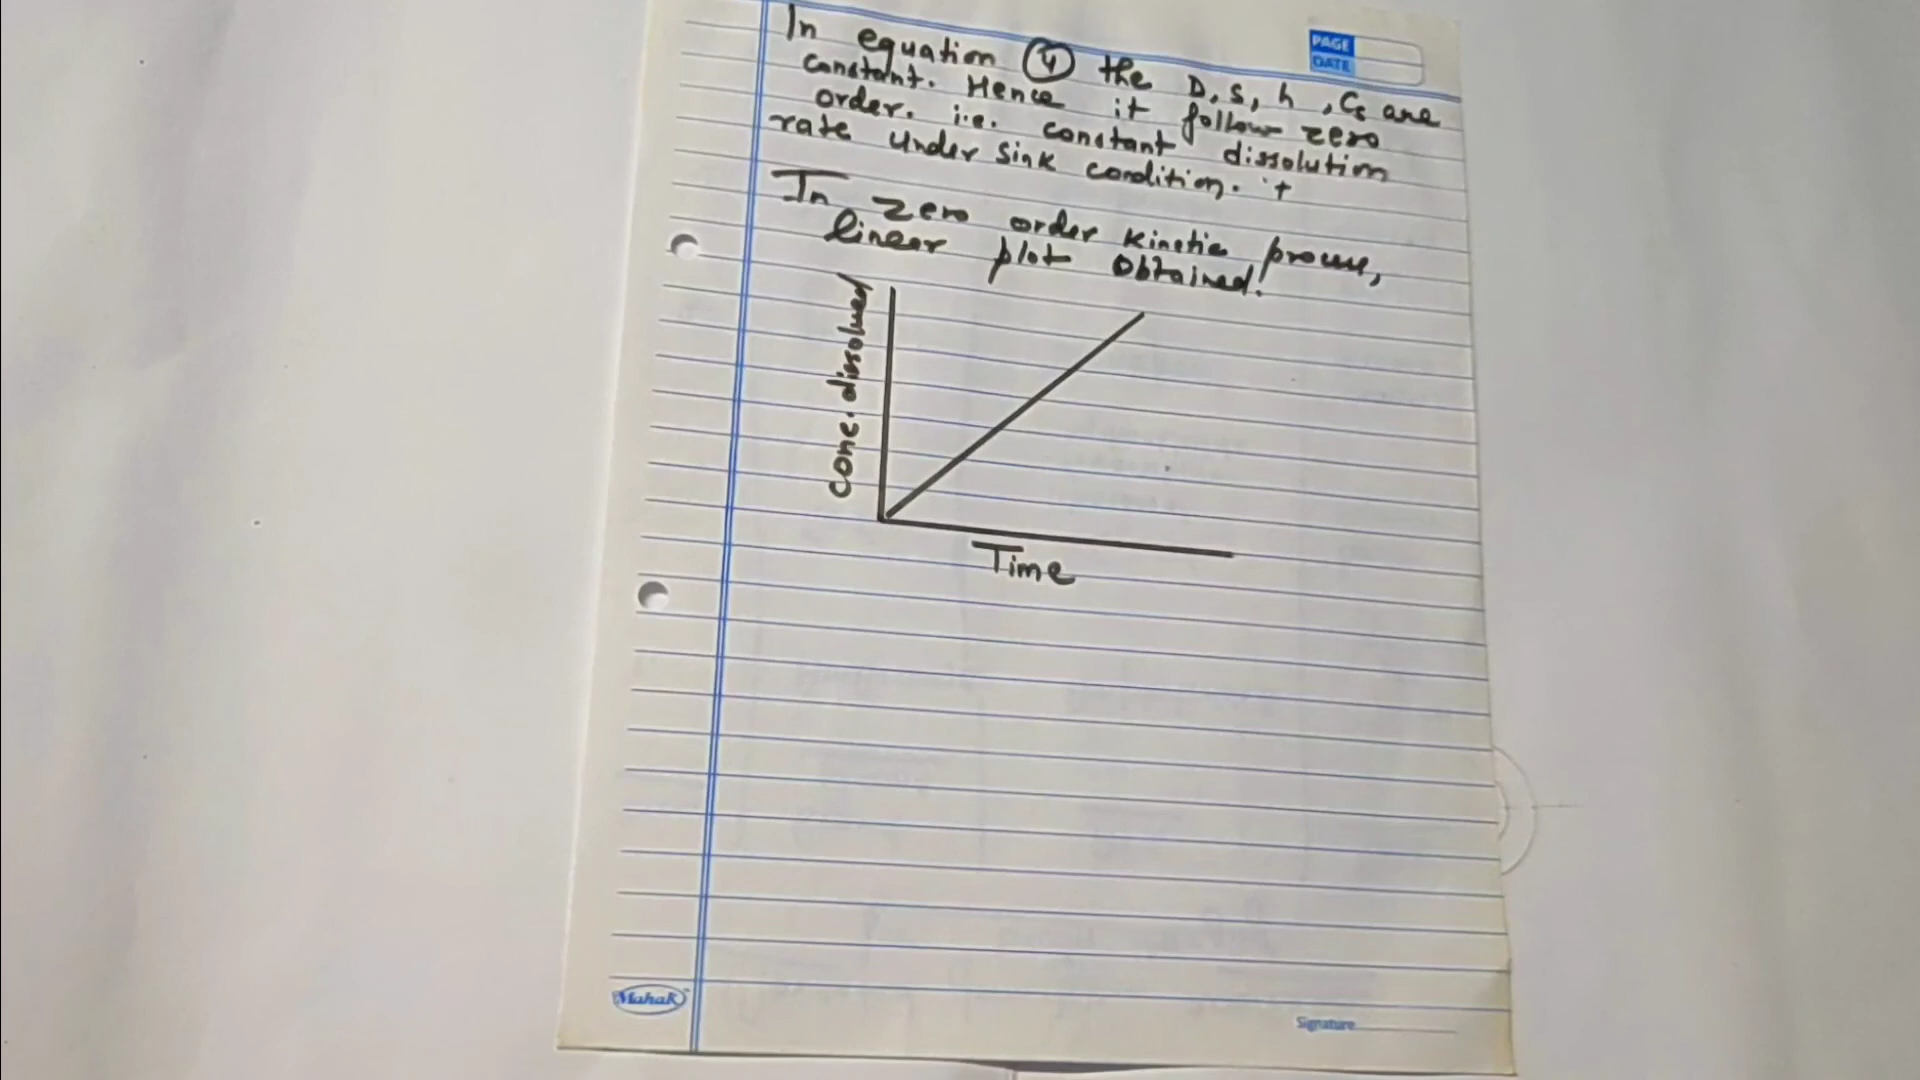 PAGE
DATE
In equation 4 the D, S, h, Cs are
constant. Hence it follow zero
order. i.e. constant dissolution
rate under sink condition. it
In zero order kinetic process,
linear plot obtained.
conc. dissolved
Time
Mahak
Signature